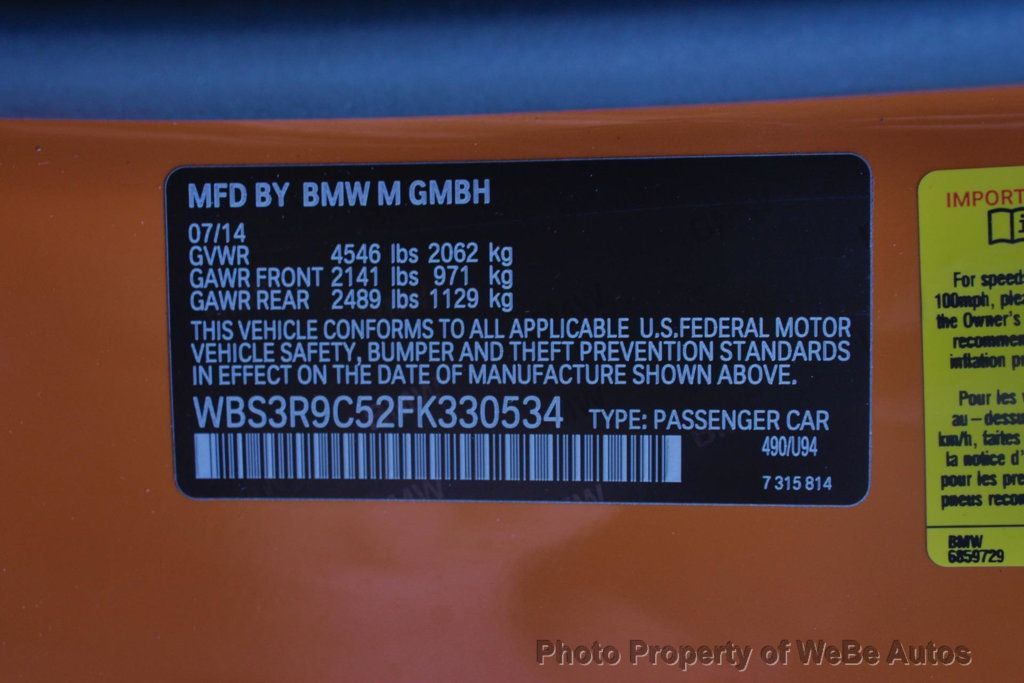 MFD BY BMW M GMBH
07/14
GVWR 4546 lbs 2062 kg
GAWR FRONT 2141 lbs 971 kg
GAWR REAR 2489 lbs 1129 kg
THIS VEHICLE CONFORMS TO ALL APPLICABLE U.S.FEDERAL MOTOR
VEHICLE SAFETY, BUMPER AND THEFT PREVENTION STANDARDS
IN EFFECT ON THE DATE OF MANUFACTURE SHOWN ABOVE.
WBS3R9C52FK330534 TYPE: PASSENGER CAR
490/U94
7 315 814
IMPORT
For speeds
100mph, plea
the Owner's
recommen
inflation p
Pour les v
au-dessu
km/h, faites
la notice d'
pour les pre
pneus recom
BMW
6859729
Photo Property of WeBe Autos